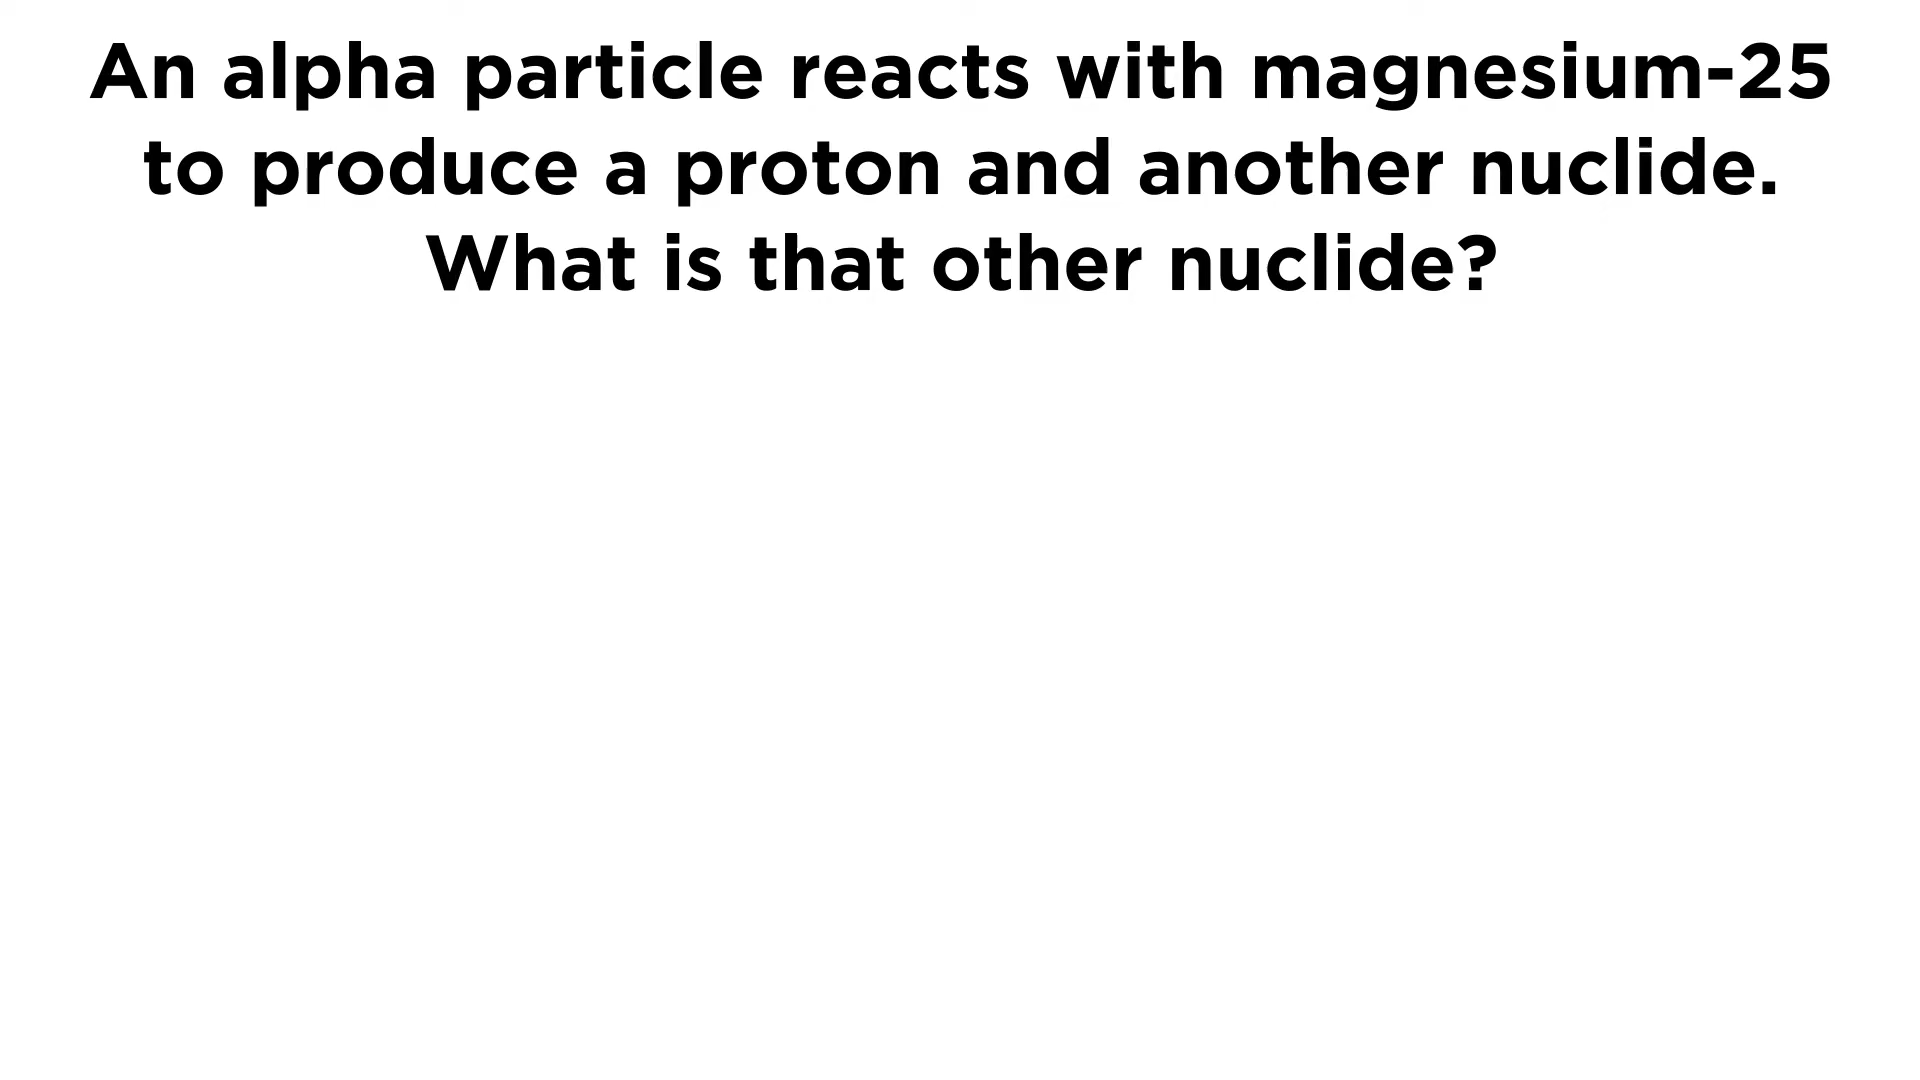 An alpha particle reacts with magnesium-25
to produce a proton and another nuclide.
What is that other nuclide?